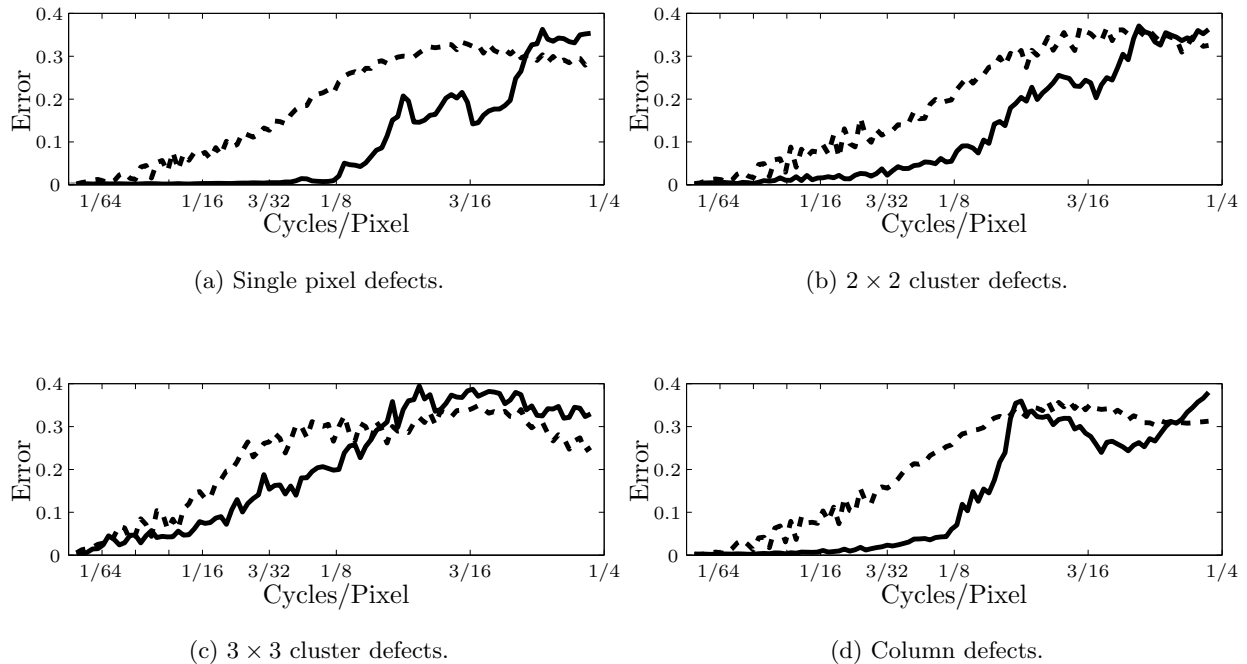 0.4
0.3
0.2
0.1
0
Error
1/64 1/16 3/32 1/8 3/16 1/4
Cycles/Pixel
(a) Single pixel defects.
0.4
0.3
0.2
0.1
0
Error
1/64 1/16 3/32 1/8 3/16 1/4
Cycles/Pixel
(b) 2 × 2 cluster defects.
0.4
0.3
0.2
0.1
0
Error
1/64 1/16 3/32 1/8 3/16 1/4
Cycles/Pixel
(c) 3 × 3 cluster defects.
0.4
0.3
0.2
0.1
0
Error
1/64 1/16 3/32 1/8 3/16 1/4
Cycles/Pixel
(d) Column defects.